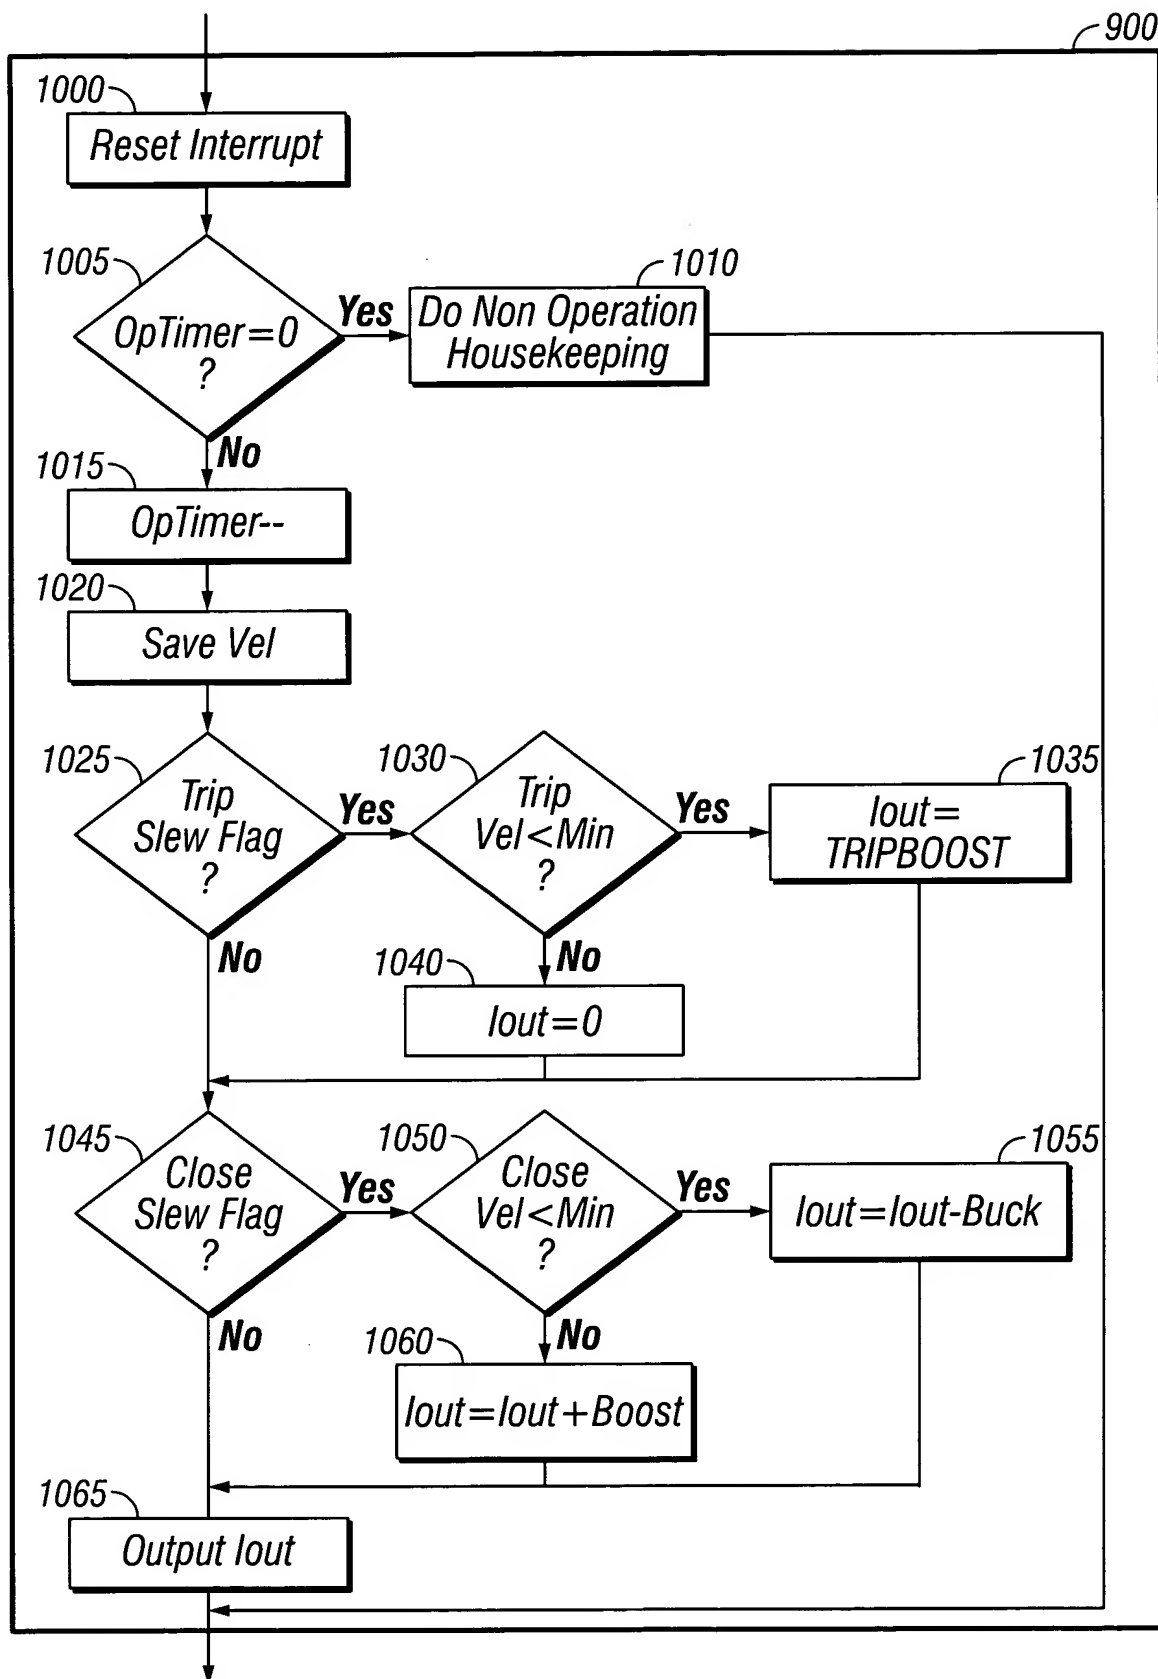 900
1000
Reset Interrupt
1005
OpTimer=0
?
Yes
1010
Do Non Operation
Housekeeping
No
1015
OpTimer--
1020
Save Vel
1025
Trip
Slew Flag
?
Yes
1030
Trip
Vel<Min
?
Yes
1035
Iout=
TRIPBOOST
No
No
1040
Iout=0
1045
Close
Slew Flag
?
Yes
1050
Close
Vel<Min
?
Yes
1055
Iout=Iout-Buck
No
No
1060
Iout=Iout+Boost
1065
Output Iout